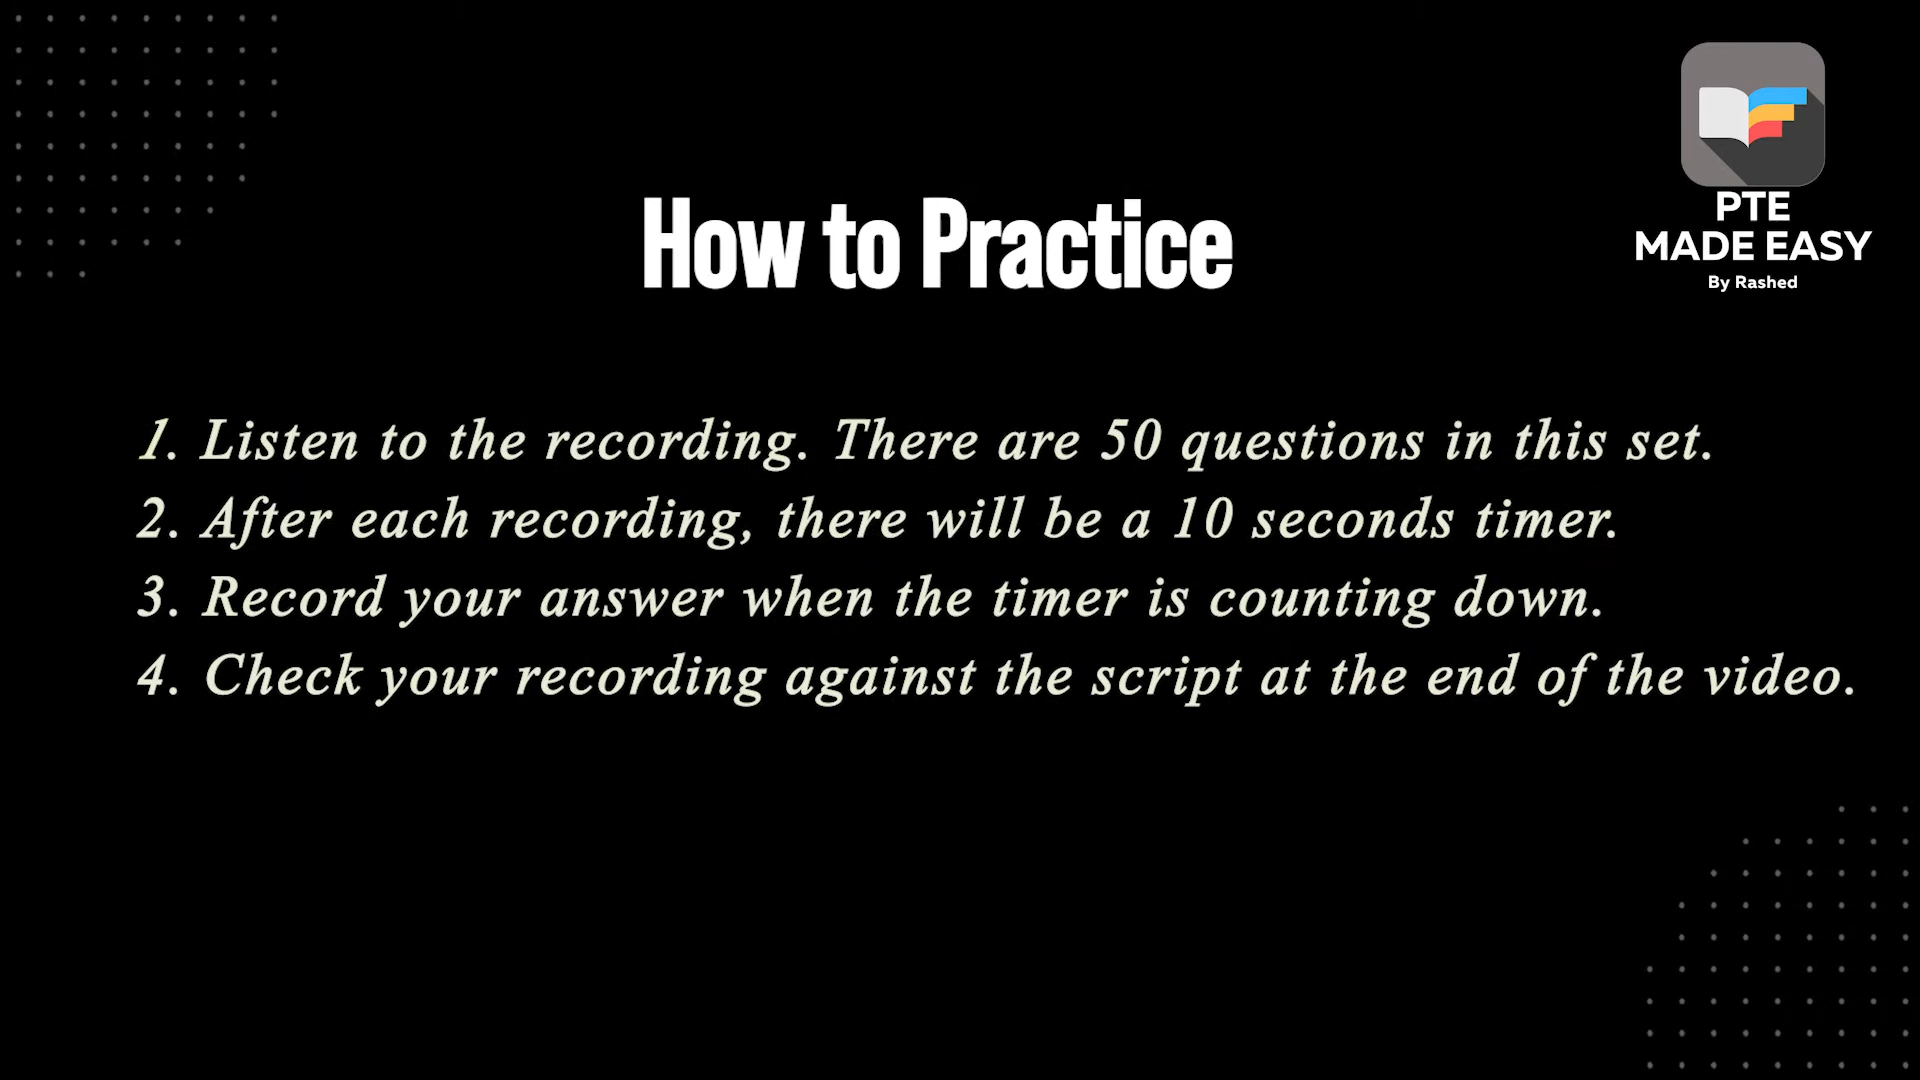 PTE
MADE EASY
By Rashed
How to Practice
1. Listen to the recording. There are 50 questions in this set.
2. After each recording, there will be a 10 seconds timer.
3. Record your answer when the timer is counting down.
4. Check your recording against the script at the end of the video.